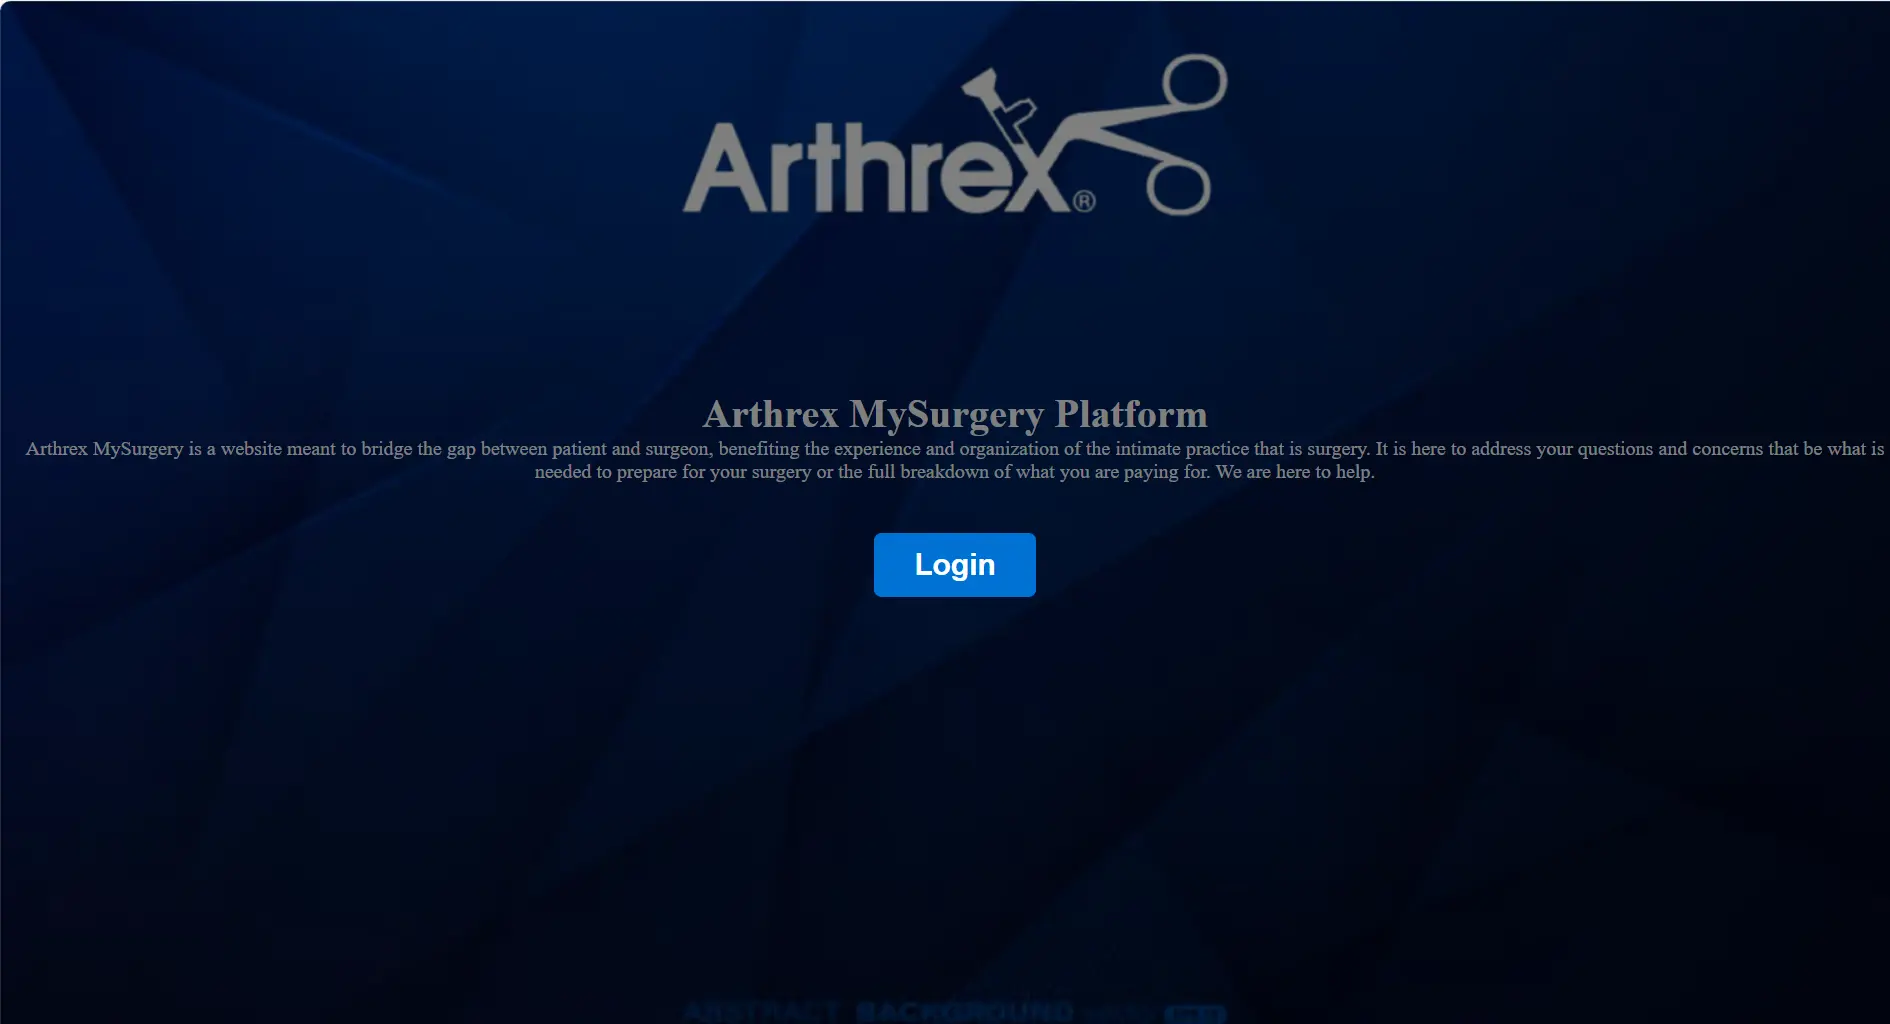 Arthrex®
Arthrex MySurgery Platform
Arthrex MySurgery is a website meant to bridge the gap between patient and surgeon, benefiting the experience and organization of the intimate practice that is surgery. It is here to address your questions and concerns that be what is
needed to prepare for your surgery or the full breakdown of what you are paying for. We are here to help.
Login
ABSTRACT BACKGROUND